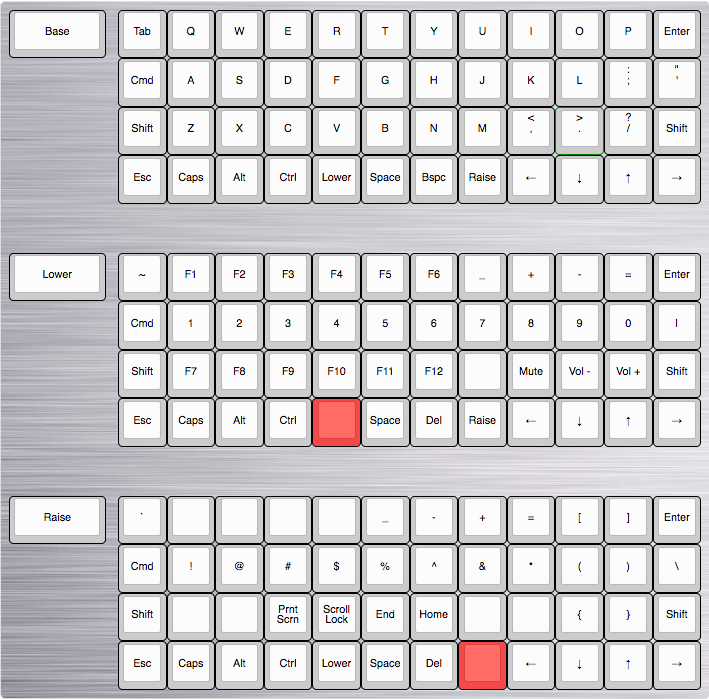 Base Tab Q W E R T Y U I O P Enter
Cmd A S D F G H J K L : ; " '
Shift Z X C V B N M < , > . ? / Shift
Esc Caps Alt Ctrl Lower Space Bspc Raise ← ↓ ↑ →
Lower ~ F1 F2 F3 F4 F5 F6 _ + - = Enter
Cmd 1 2 3 4 5 6 7 8 9 0 |
Shift F7 F8 F9 F10 F11 F12 Mute Vol - Vol + Shift
Esc Caps Alt Ctrl Space Del Raise ← ↓ ↑ →
Raise ` _ - + = [ ] Enter
Cmd ! @ # $ % ^ & * ( ) \
Shift Prnt Scrn Scroll Lock End Home { } Shift
Esc Caps Alt Ctrl Lower Space Del ← ↓ ↑ →